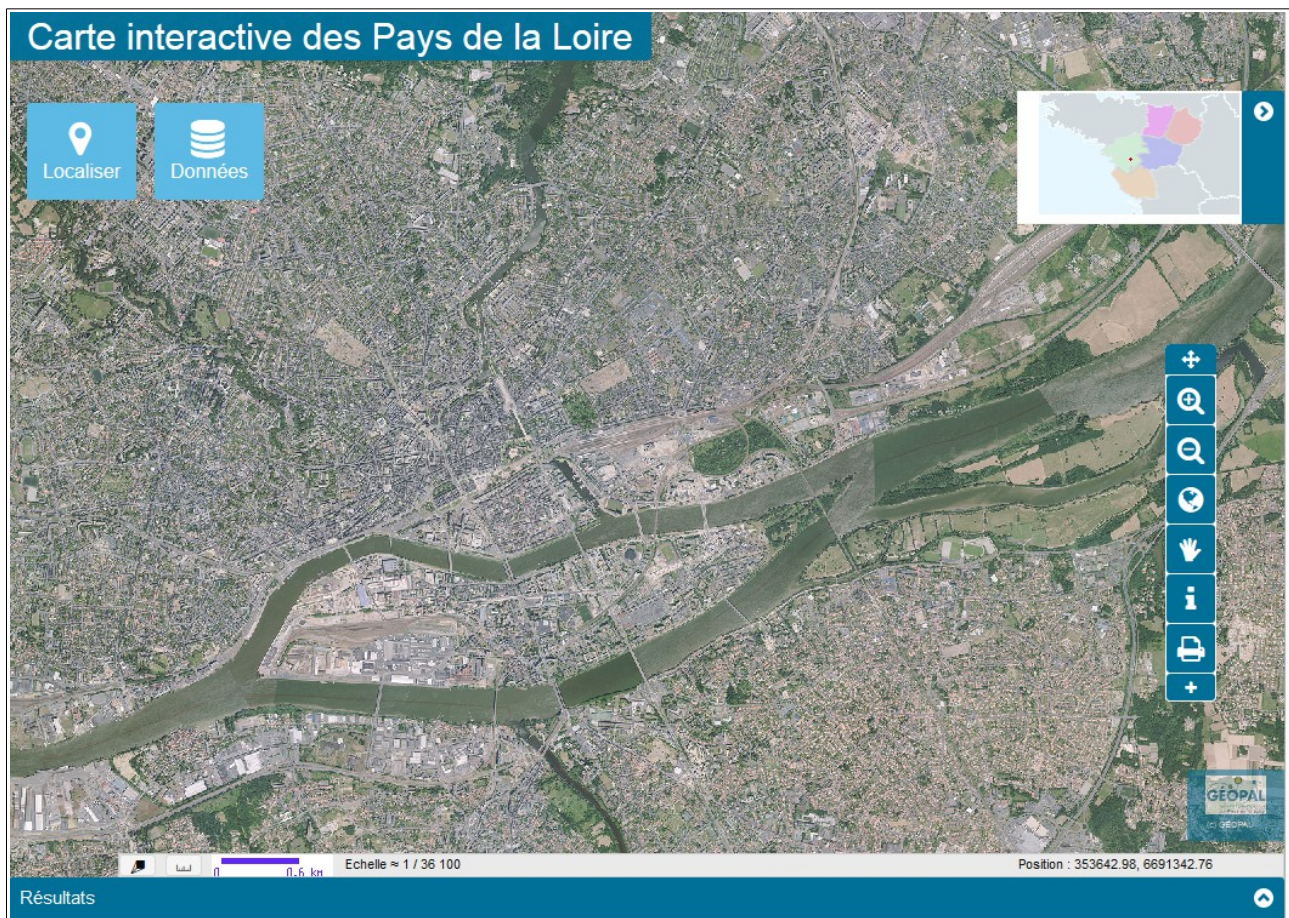 Carte interactive des Pays de la Loire
Localiser
Données
GÉOPAL
(c) GÉOPAL
0 0.6 km
Echelle ≈ 1 / 36 100
Position : 353642.98, 6691342.76
Résultats